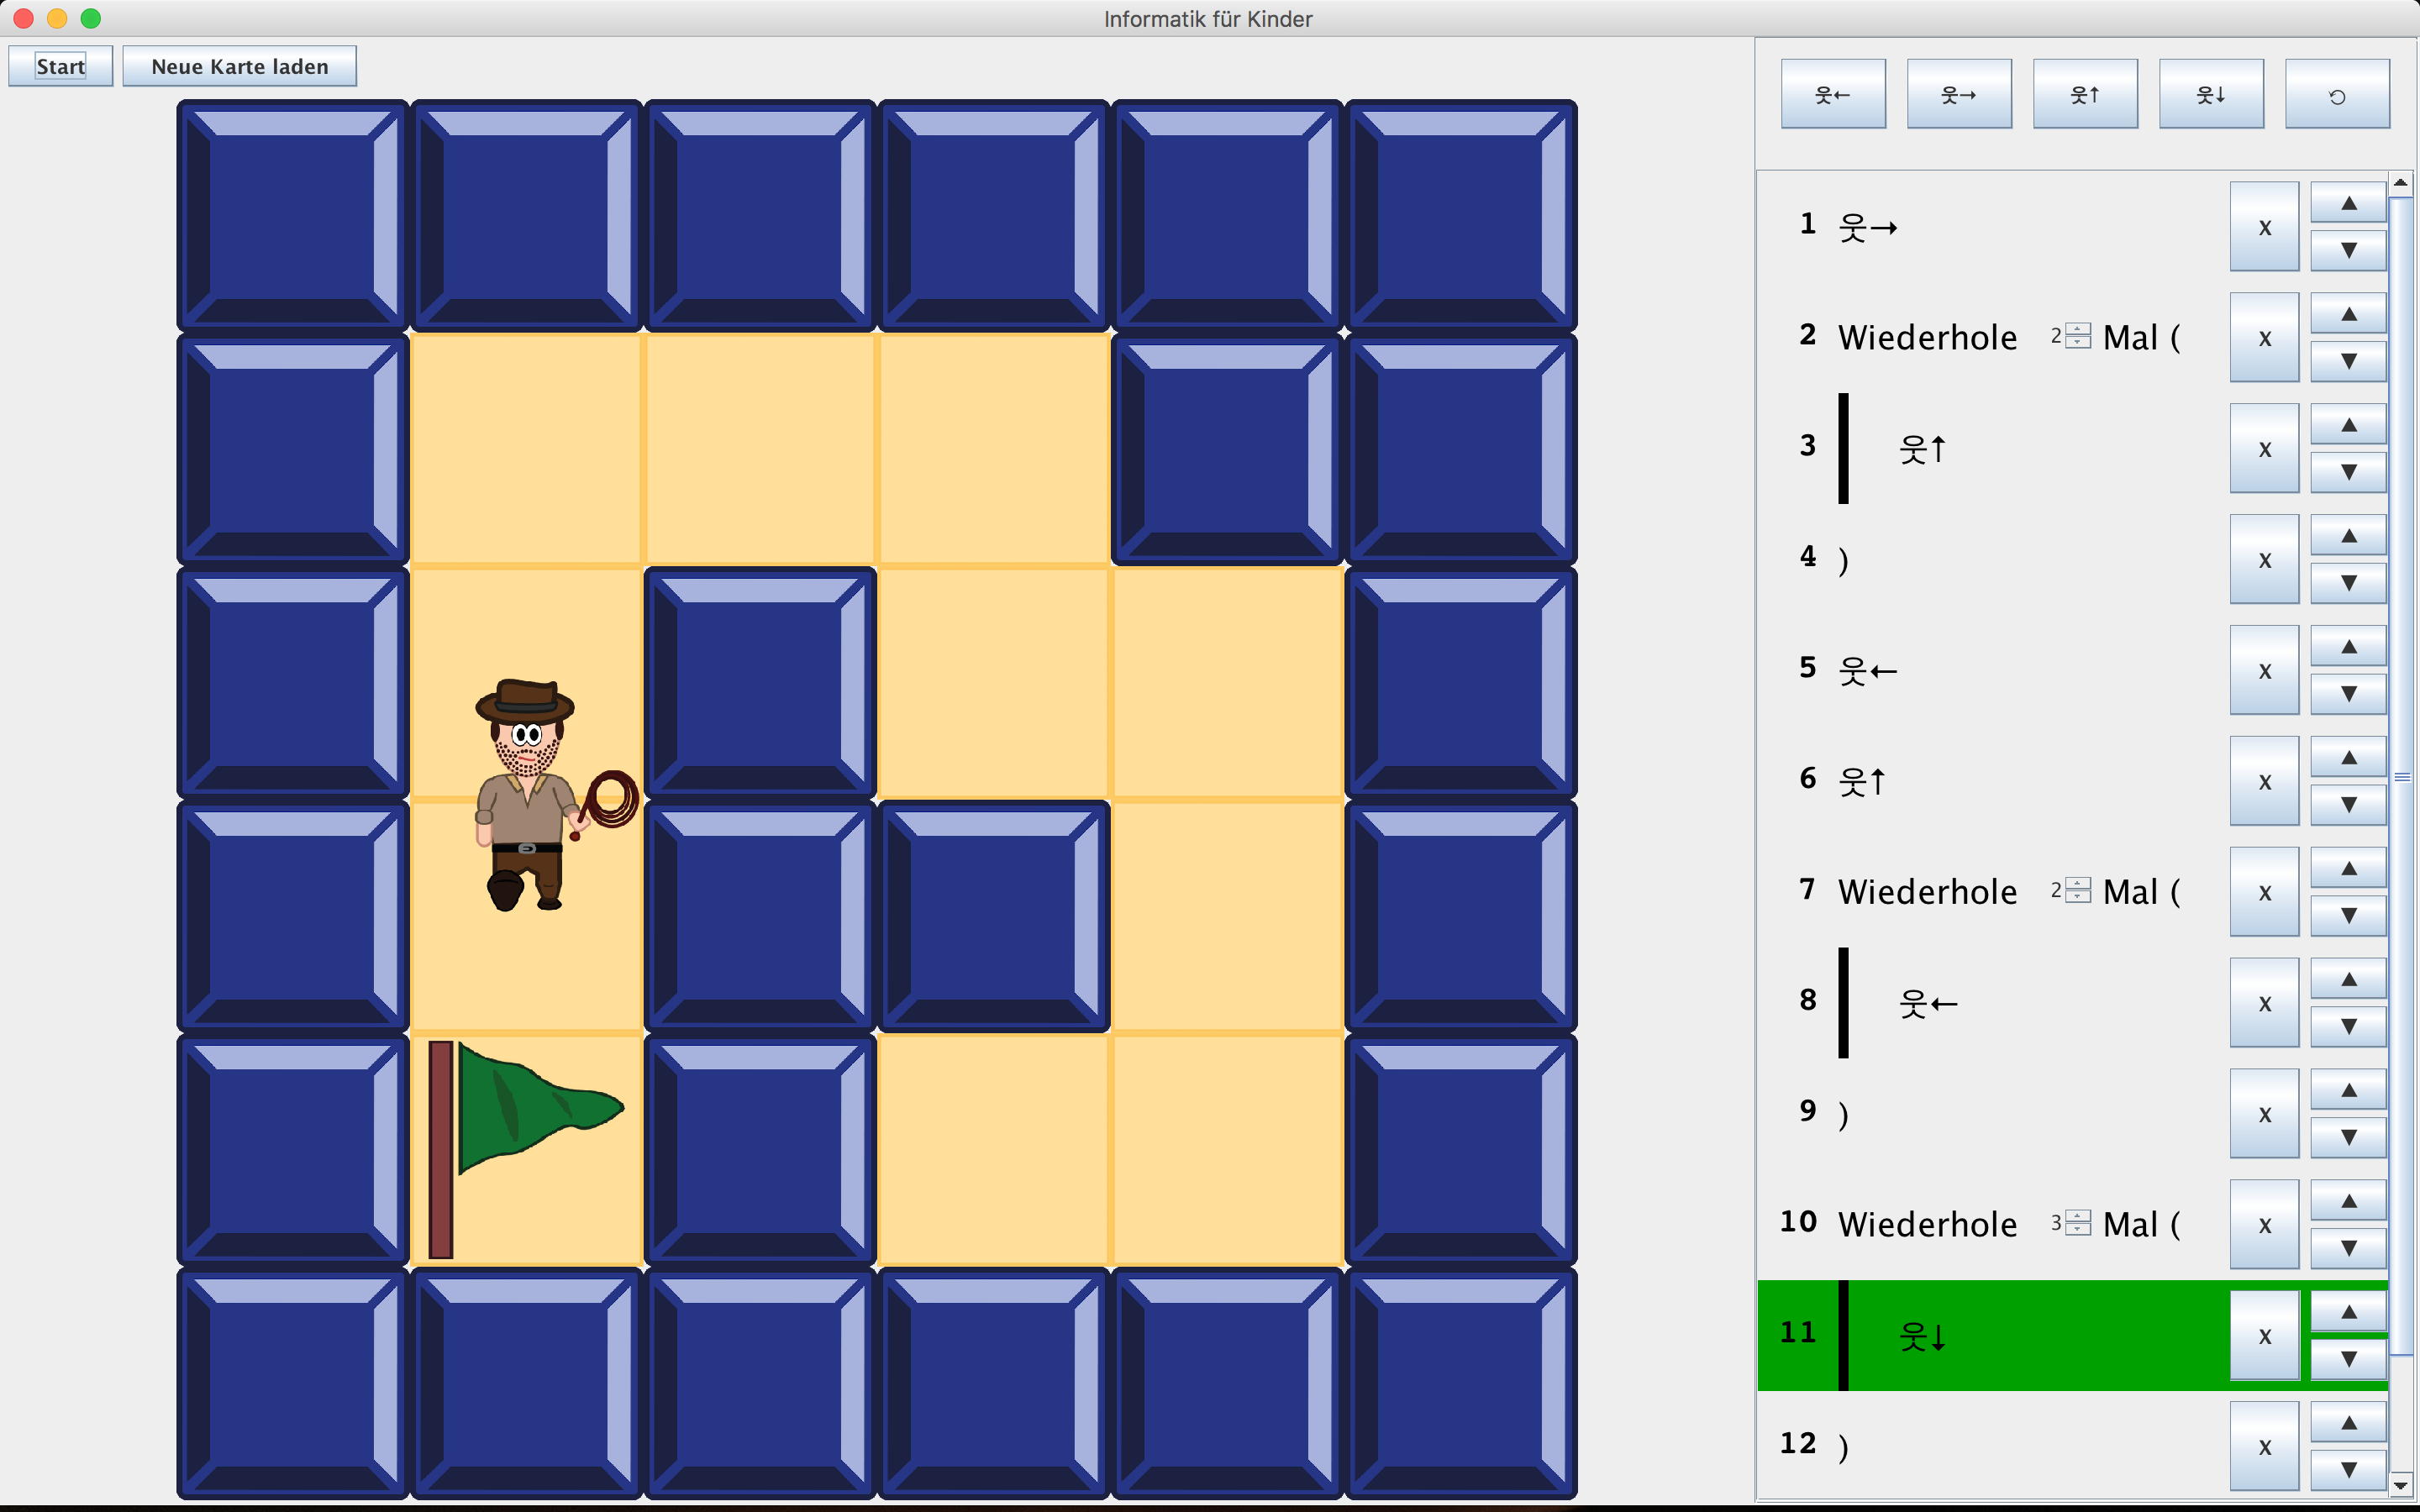 Informatik für Kinder
Start Neue Karte laden
웃← 웃→ 웃↑ 웃↓ ↺
1 웃→ X ▲ ▼
2 Wiederhole 2 Mal ( X ▲ ▼
3 웃↑ X ▲ ▼
4 ) X ▲ ▼
5 웃← X ▲ ▼
6 웃↑ X ▲ ▼
7 Wiederhole 2 Mal ( X ▲ ▼
8 웃← X ▲ ▼
9 ) X ▲ ▼
10 Wiederhole 3 Mal ( X ▲ ▼
11 웃↓ X ▲ ▼
12 ) X ▲ ▼